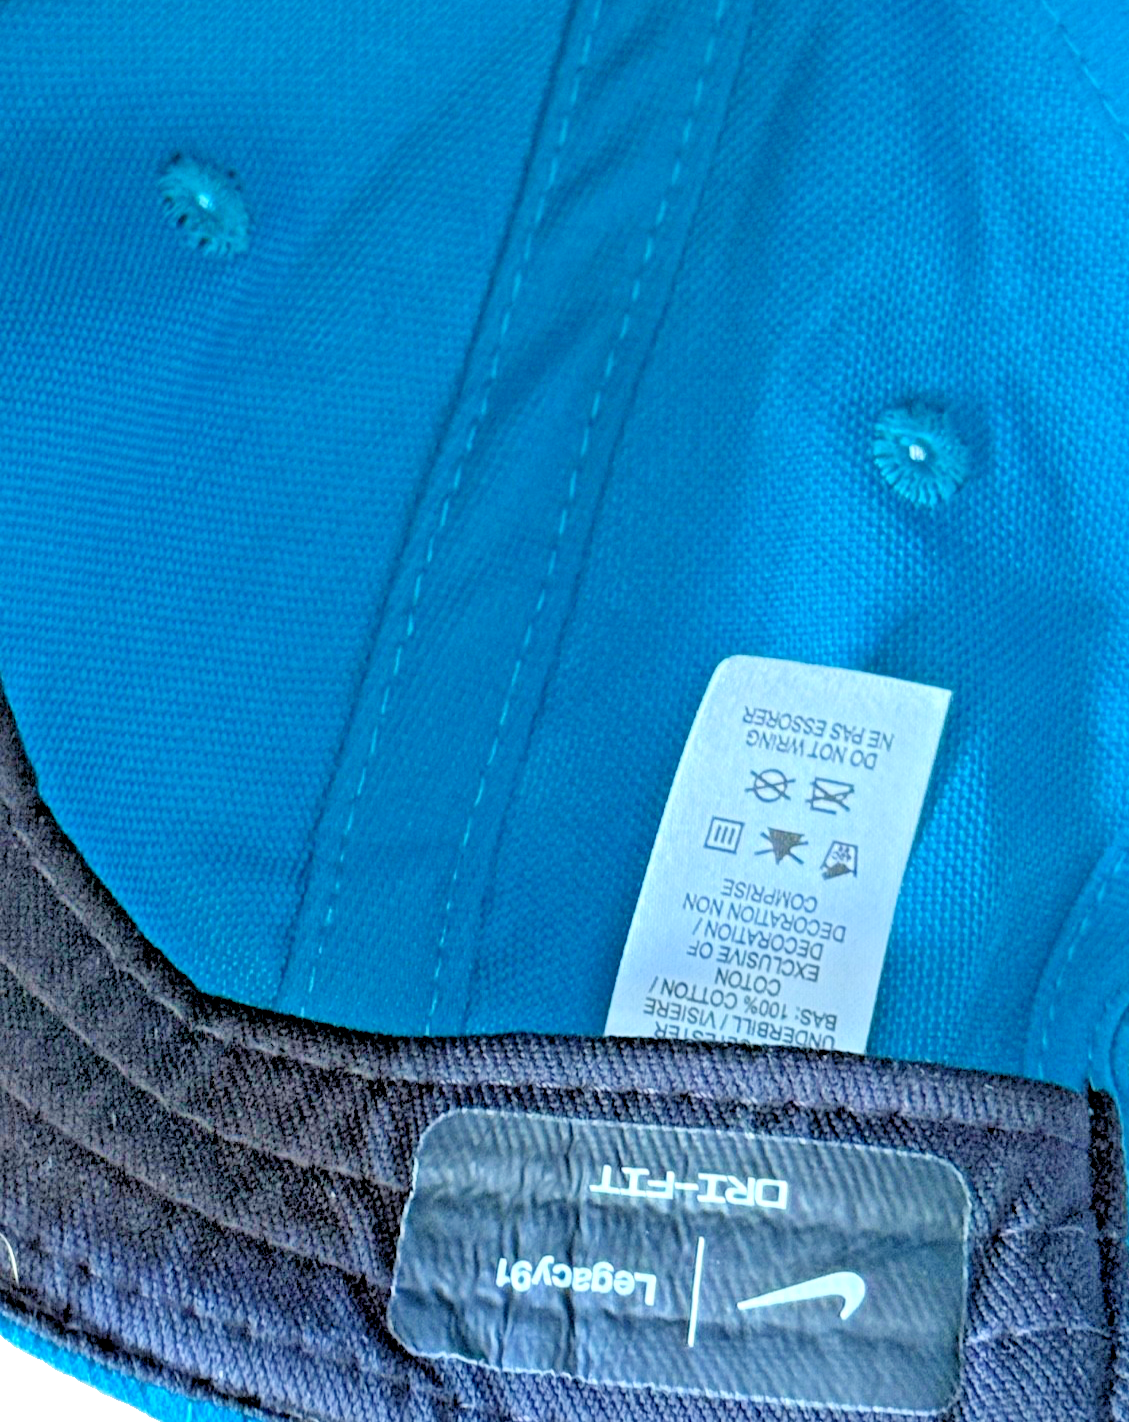 Legacy91
DRI-FIT
UNDERBILL / VISIERE
BAS: 100% COTTON /
COTON
EXCLUSIVE OF
DECORATION /
DECORATION NON
COMPRISE
DO NOT WRING
NE PAS ESSORER